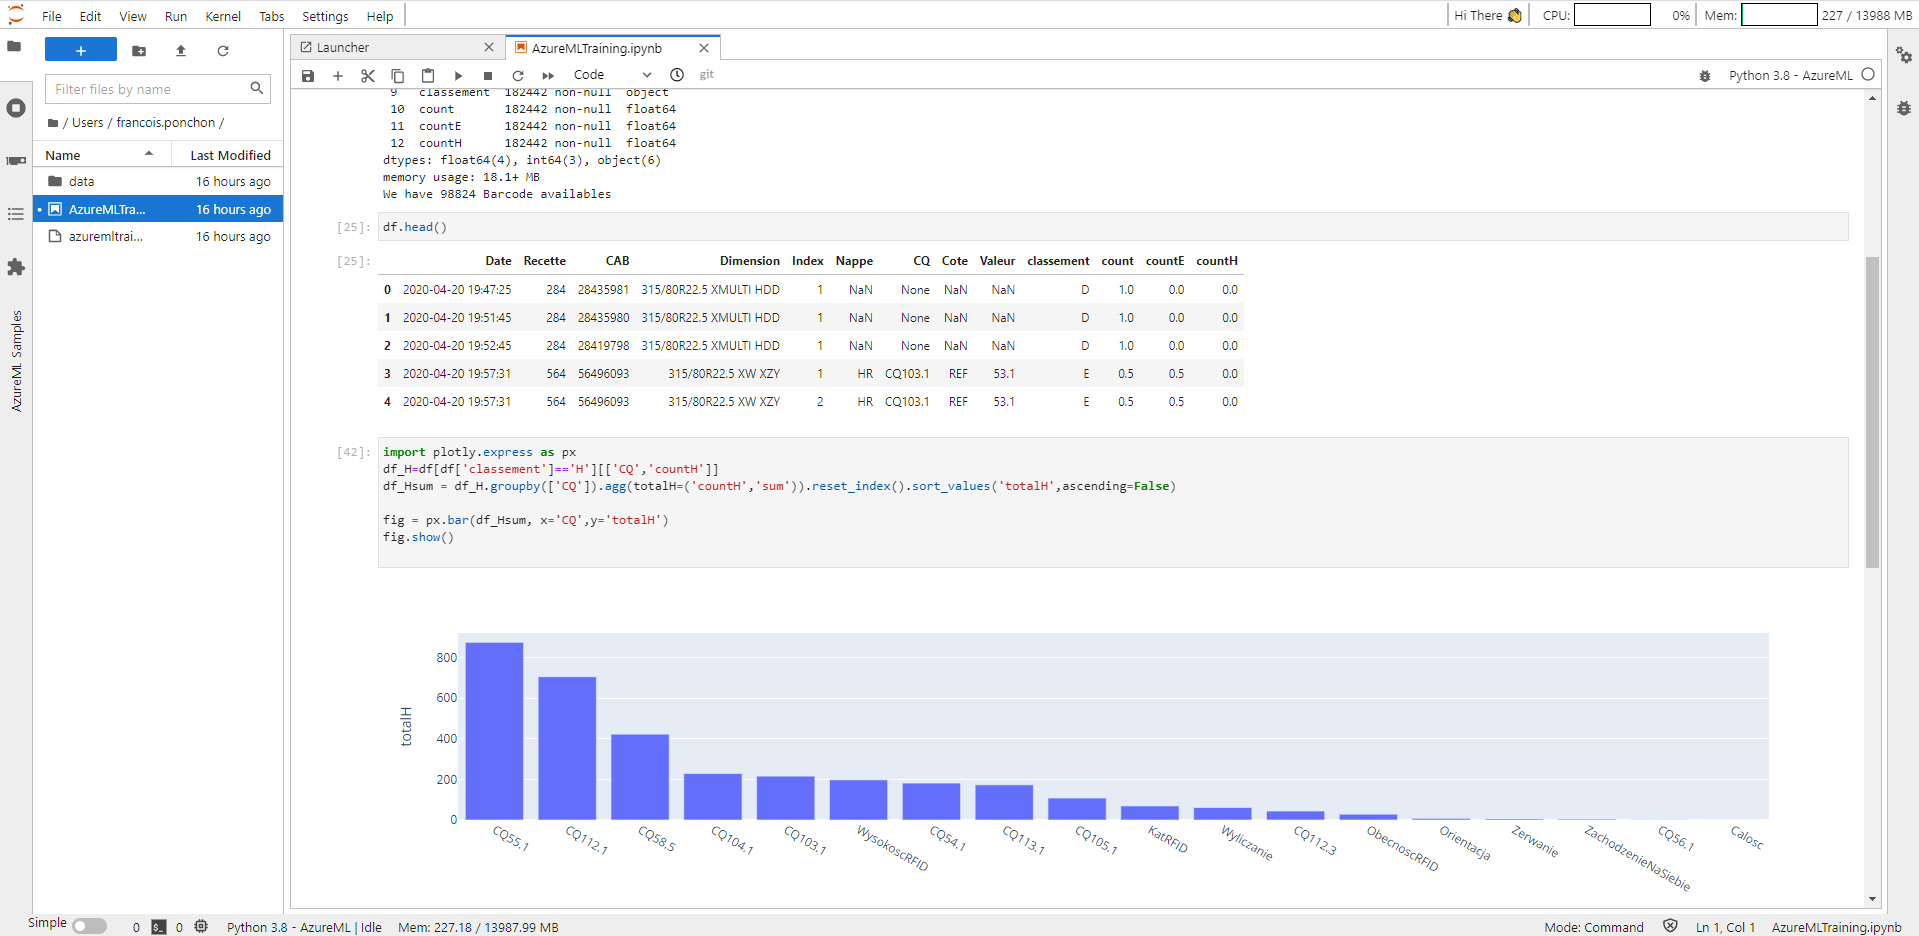 File Edit View Run Kernel Tabs Settings Help
Hi There CPU: 0% Mem: 227 / 13988 MB
+
Launcher
AzureMLTraining.ipynb
Code
git
Python 3.8 - AzureML
Filter files by name
/ Users / francois.ponchon /
Name Last Modified
data 16 hours ago
AzureMLTra... 16 hours ago
azuremltrai... 16 hours ago
AzureML Samples
9 classement 182442 non-null object
10 count 182442 non-null float64
11 countE 182442 non-null float64
12 countH 182442 non-null float64
dtypes: float64(4), int64(3), object(6)
memory usage: 18.1+ MB
We have 98824 Barcode availables
[25]: df.head()
[25]: Date Recette CAB Dimension Index Nappe CQ Cote Valeur classement count countE countH
0 2020-04-20 19:47:25 284 28435981 315/80R22.5 XMULTI HDD 1 NaN None NaN NaN D 1.0 0.0 0.0
1 2020-04-20 19:51:45 284 28435980 315/80R22.5 XMULTI HDD 1 NaN None NaN NaN D 1.0 0.0 0.0
2 2020-04-20 19:52:45 284 28419798 315/80R22.5 XMULTI HDD 1 NaN None NaN NaN D 1.0 0.0 0.0
3 2020-04-20 19:57:31 564 56496093 315/80R22.5 XW XZY 1 HR CQ103.1 REF 53.1 E 0.5 0.5 0.0
4 2020-04-20 19:57:31 564 56496093 315/80R22.5 XW XZY 2 HR CQ103.1 REF 53.1 E 0.5 0.5 0.0
[42]: import plotly.express as px
df_H=df[df['classement']=='H'][['CQ','countH']]
df_Hsum = df_H.groupby(['CQ']).agg(totalH=('countH','sum')).reset_index().sort_values('totalH',ascending=False)
fig = px.bar(df_Hsum, x='CQ',y='totalH')
fig.show()
800
600
400
200
0
totalH
CQ55.1 CQ112.1 CQ58.5 CQ104.1 CQ103.1 WysokoscRFID CQ54.1 CQ113.1 CQ105.1 KatRFID Wyliczanie CQ112.3 ObecnoscRFID Orientacja Zerwanie ZachodzenieNaSiebie CQ56.1 Calosc
Simple 0 $_ 0 Python 3.8 - AzureML | Idle Mem: 227.18 / 13987.99 MB
Mode: Command Ln 1, Col 1 AzureMLTraining.ipynb